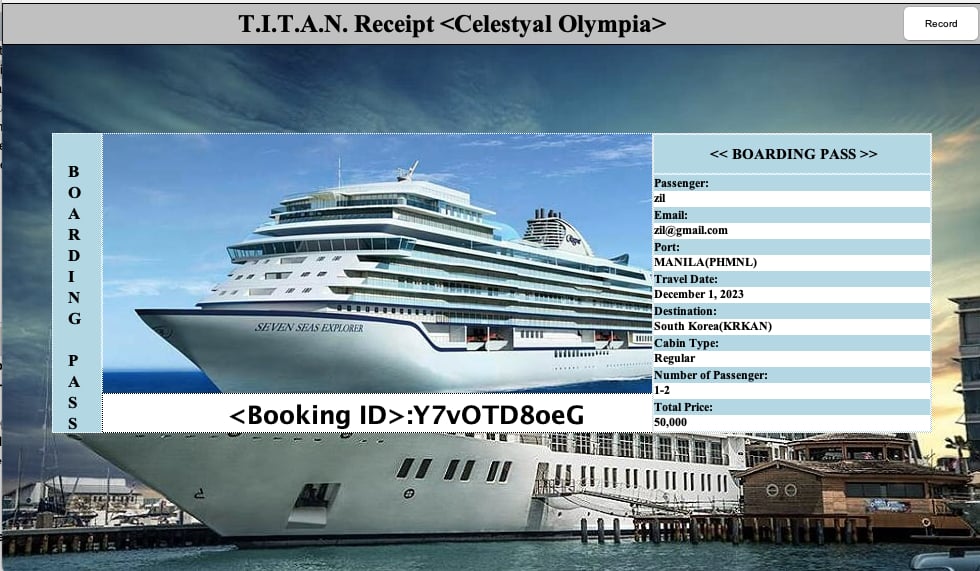 T.I.T.A.N. Receipt <Celestyal Olympia>
Record
BOARDING PASS
SEVEN SEAS EXPLORER
<Booking ID>:Y7vOTD8oeG
<< BOARDING PASS >>
Passenger:
zil
Email:
zil@gmail.com
Port:
MANILA(PHMNL)
Travel Date:
December 1, 2023
Destination:
South Korea(KRKAN)
Cabin Type:
Regular
Number of Passenger:
1-2
Total Price:
50,000